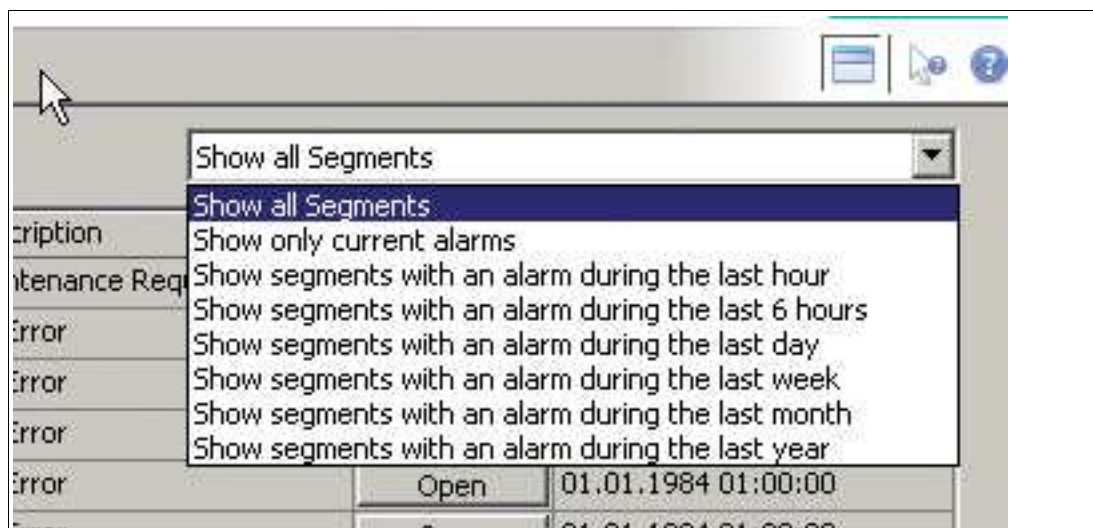 Show all Segments
Show all Segments
cription
Show only current alarms
ntenance Requ
Show segments with an alarm during the last hour
Show segments with an alarm during the last 6 hours
Error
Show segments with an alarm during the last day
Error
Show segments with an alarm during the last week
Error
Show segments with an alarm during the last month
Show segments with an alarm during the last year
Error Open 01.01.1984 01:00:00